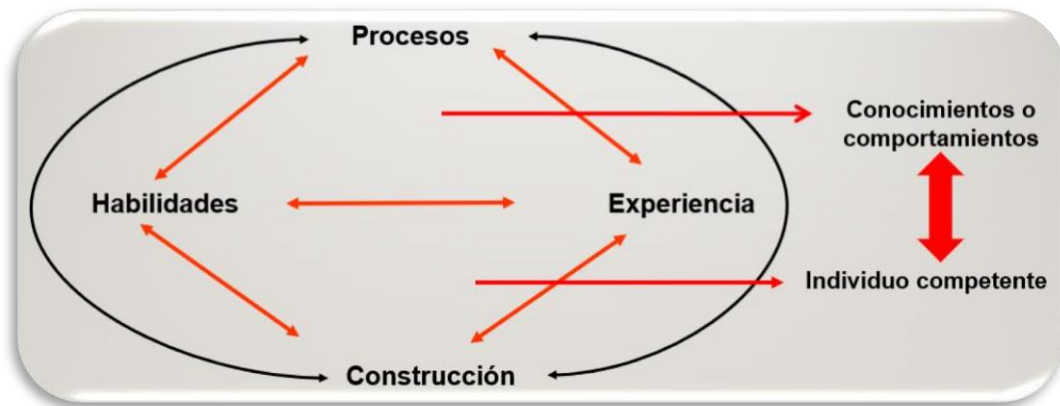 Procesos
Conocimientos o
comportamientos
Habilidades
Experiencia
Individuo competente
Construcción